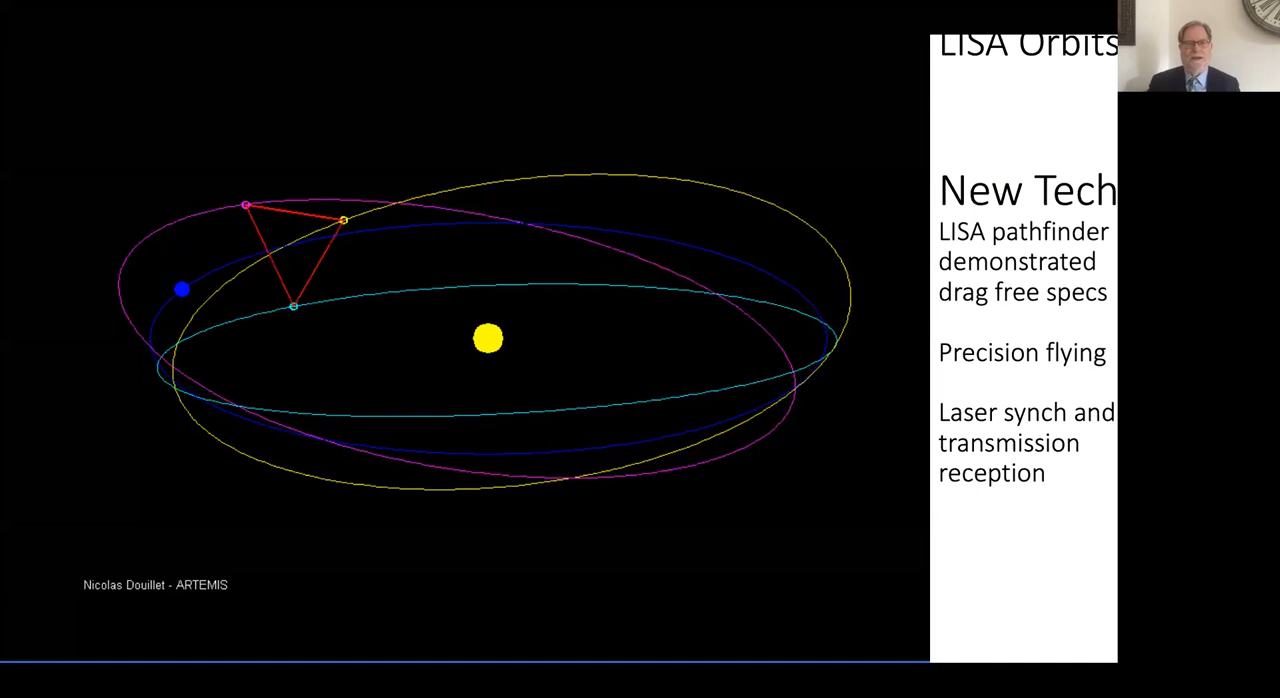 LISA Orbits
New Tech
LISA pathfinder
demonstrated
drag free specs
Precision flying
Laser synch and
transmission
reception
Nicolas Douillet - ARTEMIS